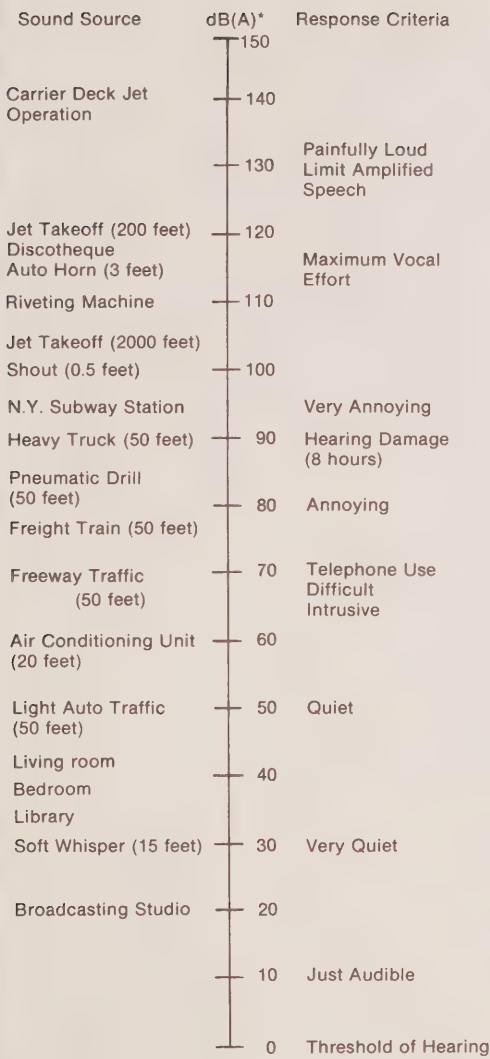 Sound Source dB(A)* Response Criteria
150
Carrier Deck Jet 140
Operation
130 Painfully Loud
Limit Amplified
Speech
Jet Takeoff (200 feet) 120
Discotheque
Auto Horn (3 feet) Maximum Vocal
Effort
Riveting Machine 110
Jet Takeoff (2000 feet)
Shout (0.5 feet) 100
N.Y. Subway Station Very Annoying
Heavy Truck (50 feet) 90 Hearing Damage
(8 hours)
Pneumatic Drill
(50 feet) 80 Annoying
Freight Train (50 feet)
Freeway Traffic 70 Telephone Use
(50 feet) Difficult
Intrusive
Air Conditioning Unit 60
(20 feet)
Light Auto Traffic 50 Quiet
(50 feet)
Living room
40
Bedroom
Library
Soft Whisper (15 feet) 30 Very Quiet
Broadcasting Studio 20
10 Just Audible
0 Threshold of Hearing